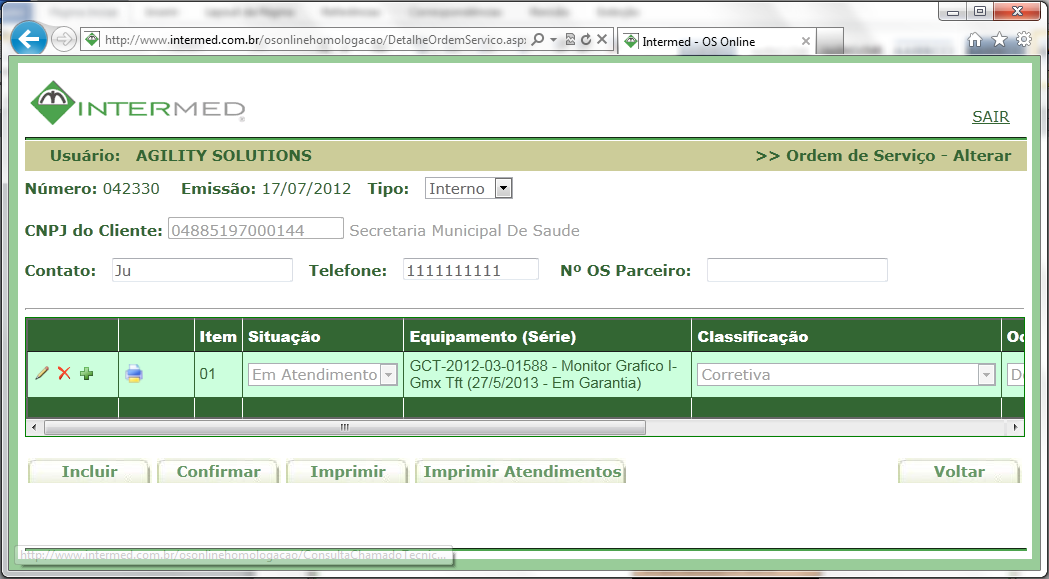 http://www.intermed.com.br/osonlinehomologacao/DetalheOrdemServico.asp:
Intermed - OS Online
INTERMED
SAIR
Usuário: AGILITY SOLUTIONS >> Ordem de Serviço - Alterar
Número: 042330 Emissão: 17/07/2012 Tipo: Interno
CNPJ do Cliente: 04885197000144 Secretaria Municipal De Saude
Contato: Ju Telefone: 1111111111 Nº OS Parceiro:
Item Situação Equipamento (Série) Classificação
01 Em Atendimento GCT-2012-03-01588 - Monitor Grafico I-
Gmx Tft (27/5/2013 - Em Garantia) Corretiva
Incluir Confirmar Imprimir Imprimir Atendimentos Voltar
http://www.intermed.com.br/osonlinehomologacao/ConsultaChamadoTecnic...